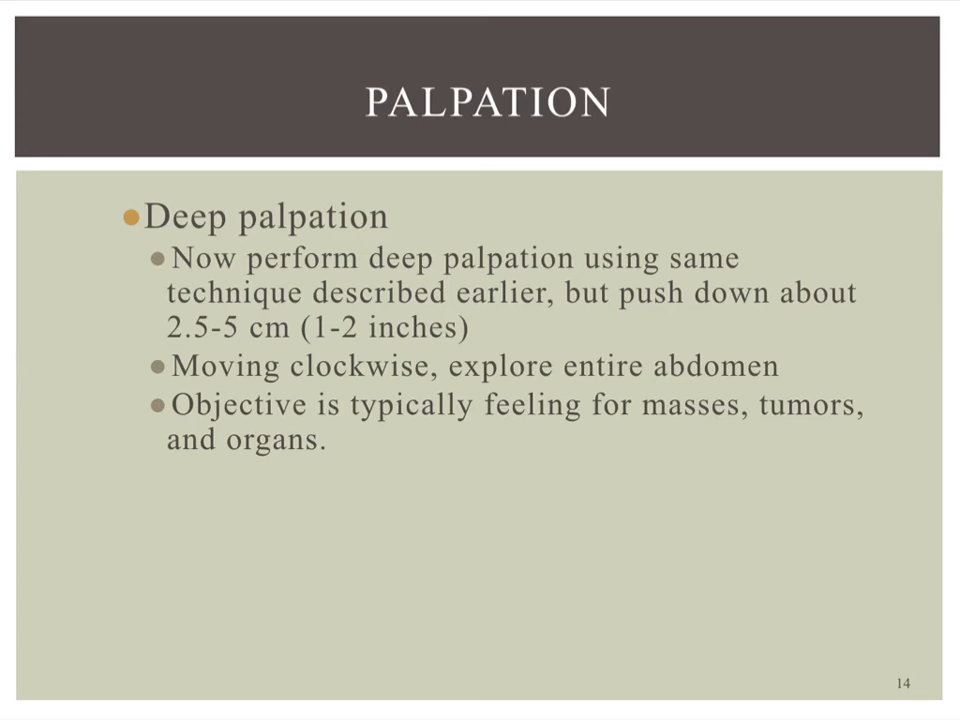 PALPATION
●Deep palpation
●Now perform deep palpation using same
technique described earlier, but push down about
2.5-5 cm (1-2 inches)
●Moving clockwise, explore entire abdomen
●Objective is typically feeling for masses, tumors,
and organs.
14